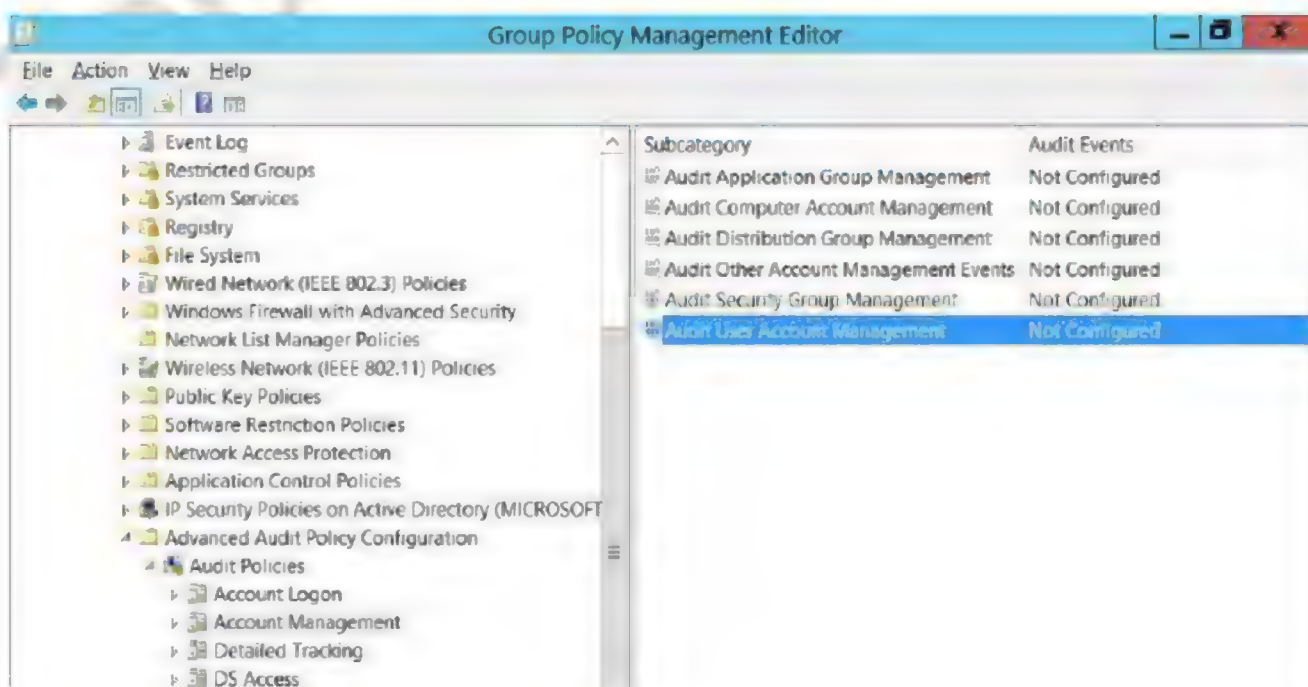 Group Policy Management Editor
File Action View Help
Event Log
Restricted Groups
System Services
Registry
File System
Wired Network (IEEE 802.3) Policies
Windows Firewall with Advanced Security
Network List Manager Policies
Wireless Network (IEEE 802.11) Policies
Public Key Policies
Software Restriction Policies
Network Access Protection
Application Control Policies
IP Security Policies on Active Directory (MICROSOFT
Advanced Audit Policy Configuration
Audit Policies
Account Logon
Account Management
Detailed Tracking
DS Access
Subcategory Audit Events
Audit Application Group Management Not Configured
Audit Computer Account Management Not Configured
Audit Distribution Group Management Not Configured
Audit Other Account Management Events Not Configured
Audit Security Group Management Not Configured
Audit User Account Management Not Configured